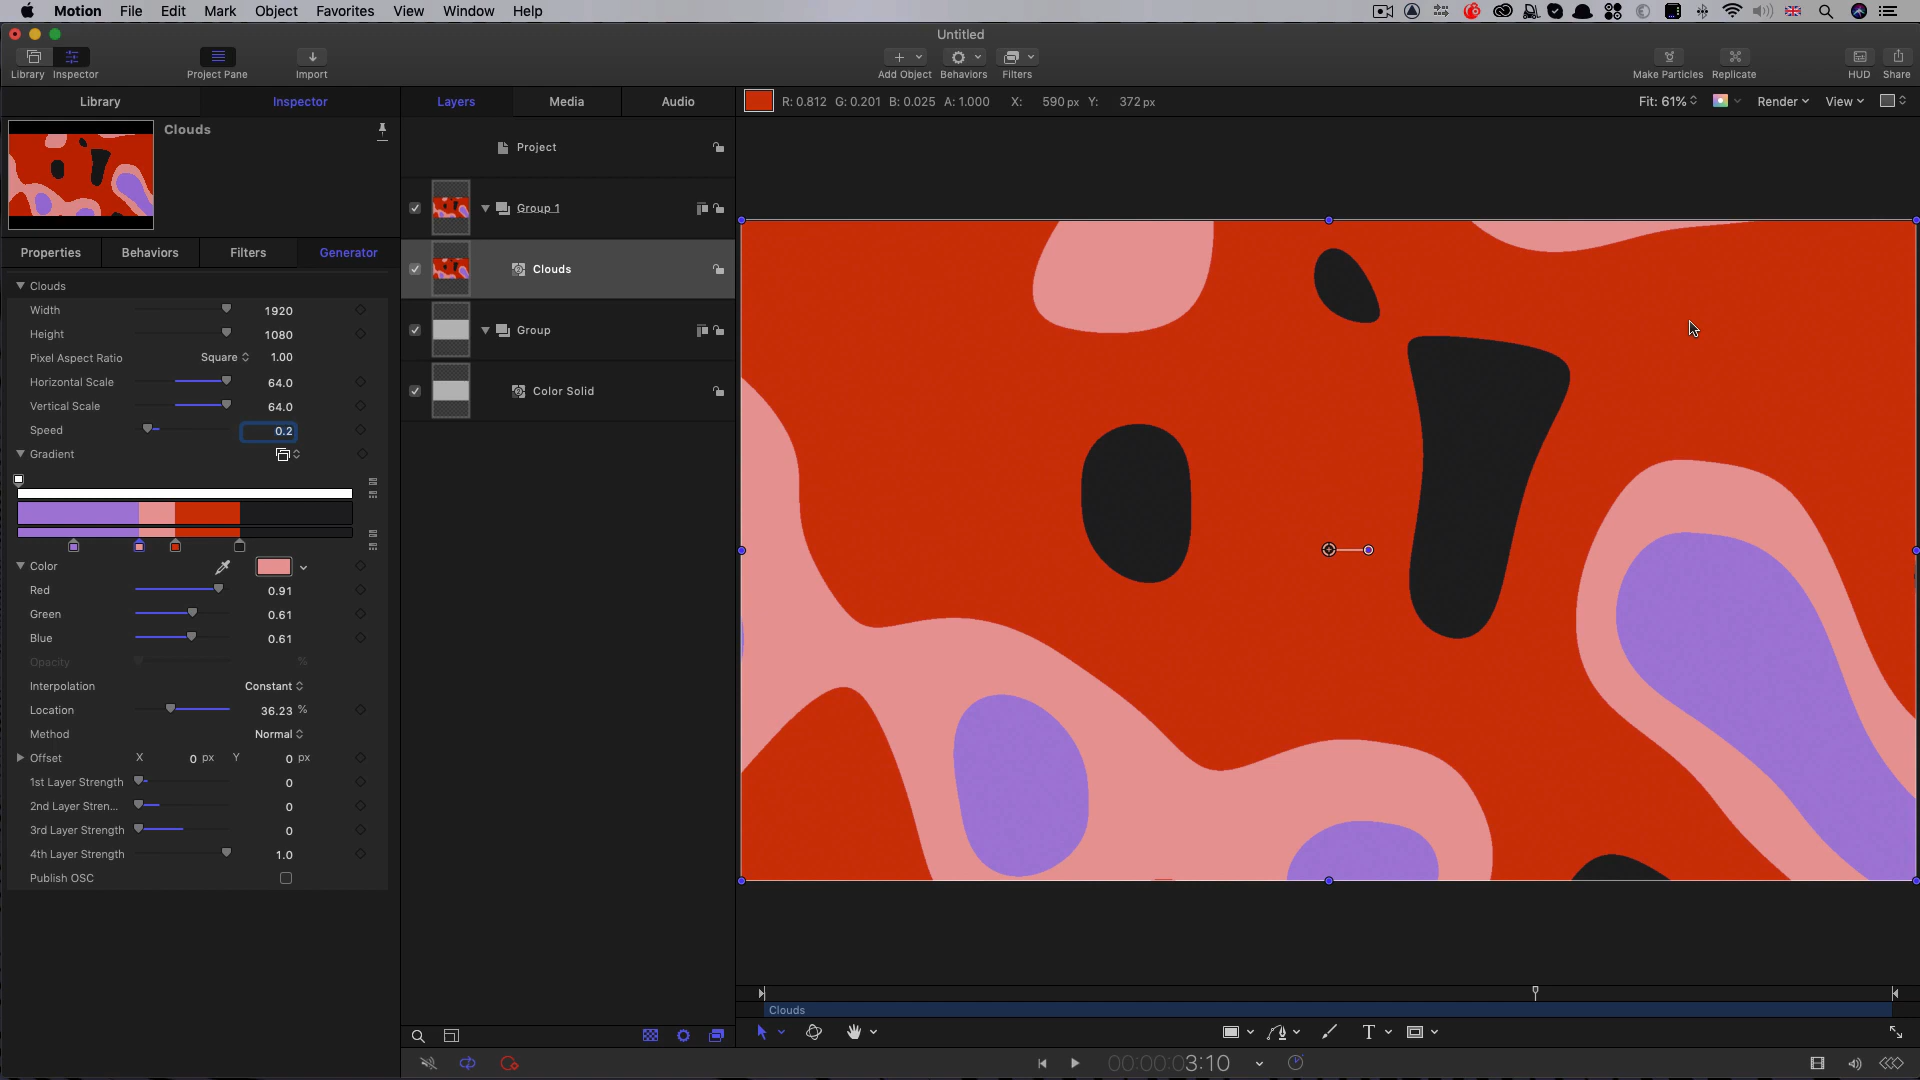 Motion File Edit Mark Object Favorites View Window Help
Untitled
Library Inspector Project Pane Import Add Object Behaviors Filters Make Particles Replicate HUD Share
Library Inspector Layers Media Audio R: 0.812 G: 0.201 B: 0.025 A: 1.000 X: 590 px Y: 372 px Fit: 61% Render View
Clouds
Project
Group 1
Properties Behaviors Filters Generator
Clouds
Clouds
Width 1920
Height 1080
Group
Pixel Aspect Ratio Square 1.00
Horizontal Scale 64.0
Color Solid
Vertical Scale 64.0
Speed 0.2
Gradient
Color
Red 0.91
Green 0.61
Blue 0.61
Opacity %
Interpolation Constant
Location 36.23 %
Method Normal
Offset X 0 px Y 0 px
1st Layer Strength 0
2nd Layer Stren... 0
3rd Layer Strength 0
4th Layer Strength 1.0
Publish OSC
Clouds
T
00:00:03:10